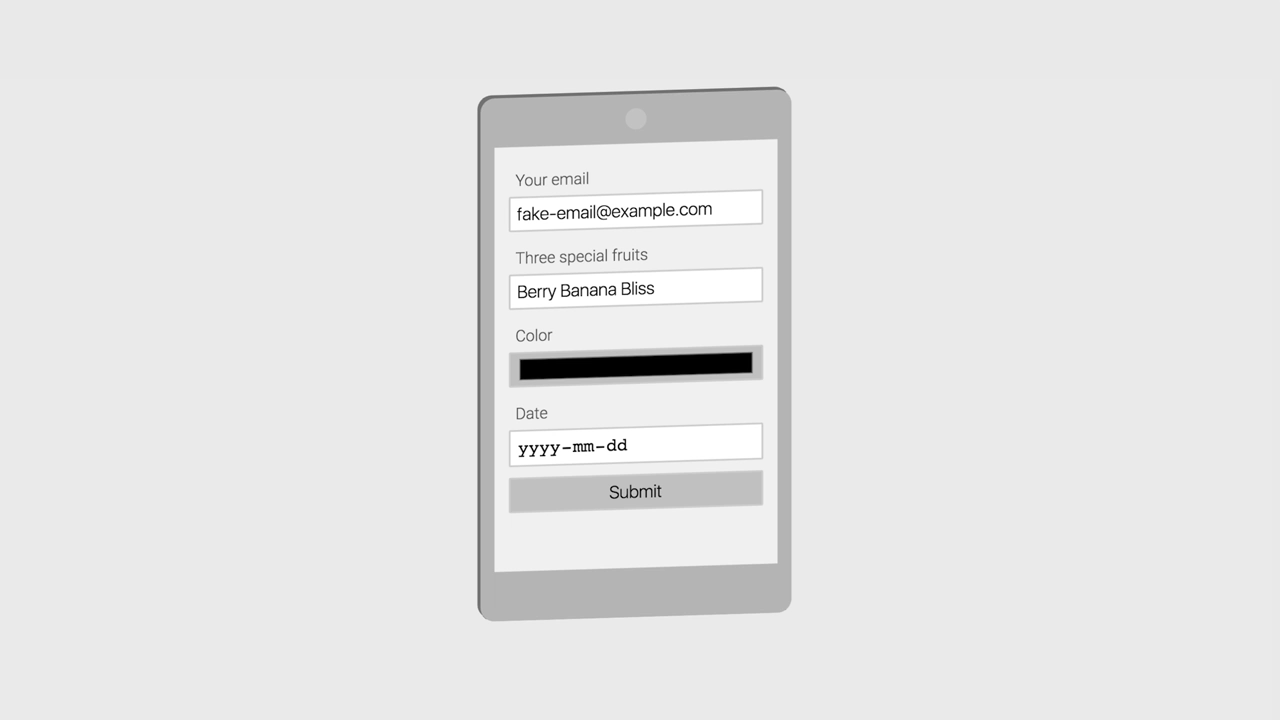 Your email
fake-email@example.com
Three special fruits
Berry Banana Bliss
Color
Date
yyyy-mm-dd
Submit